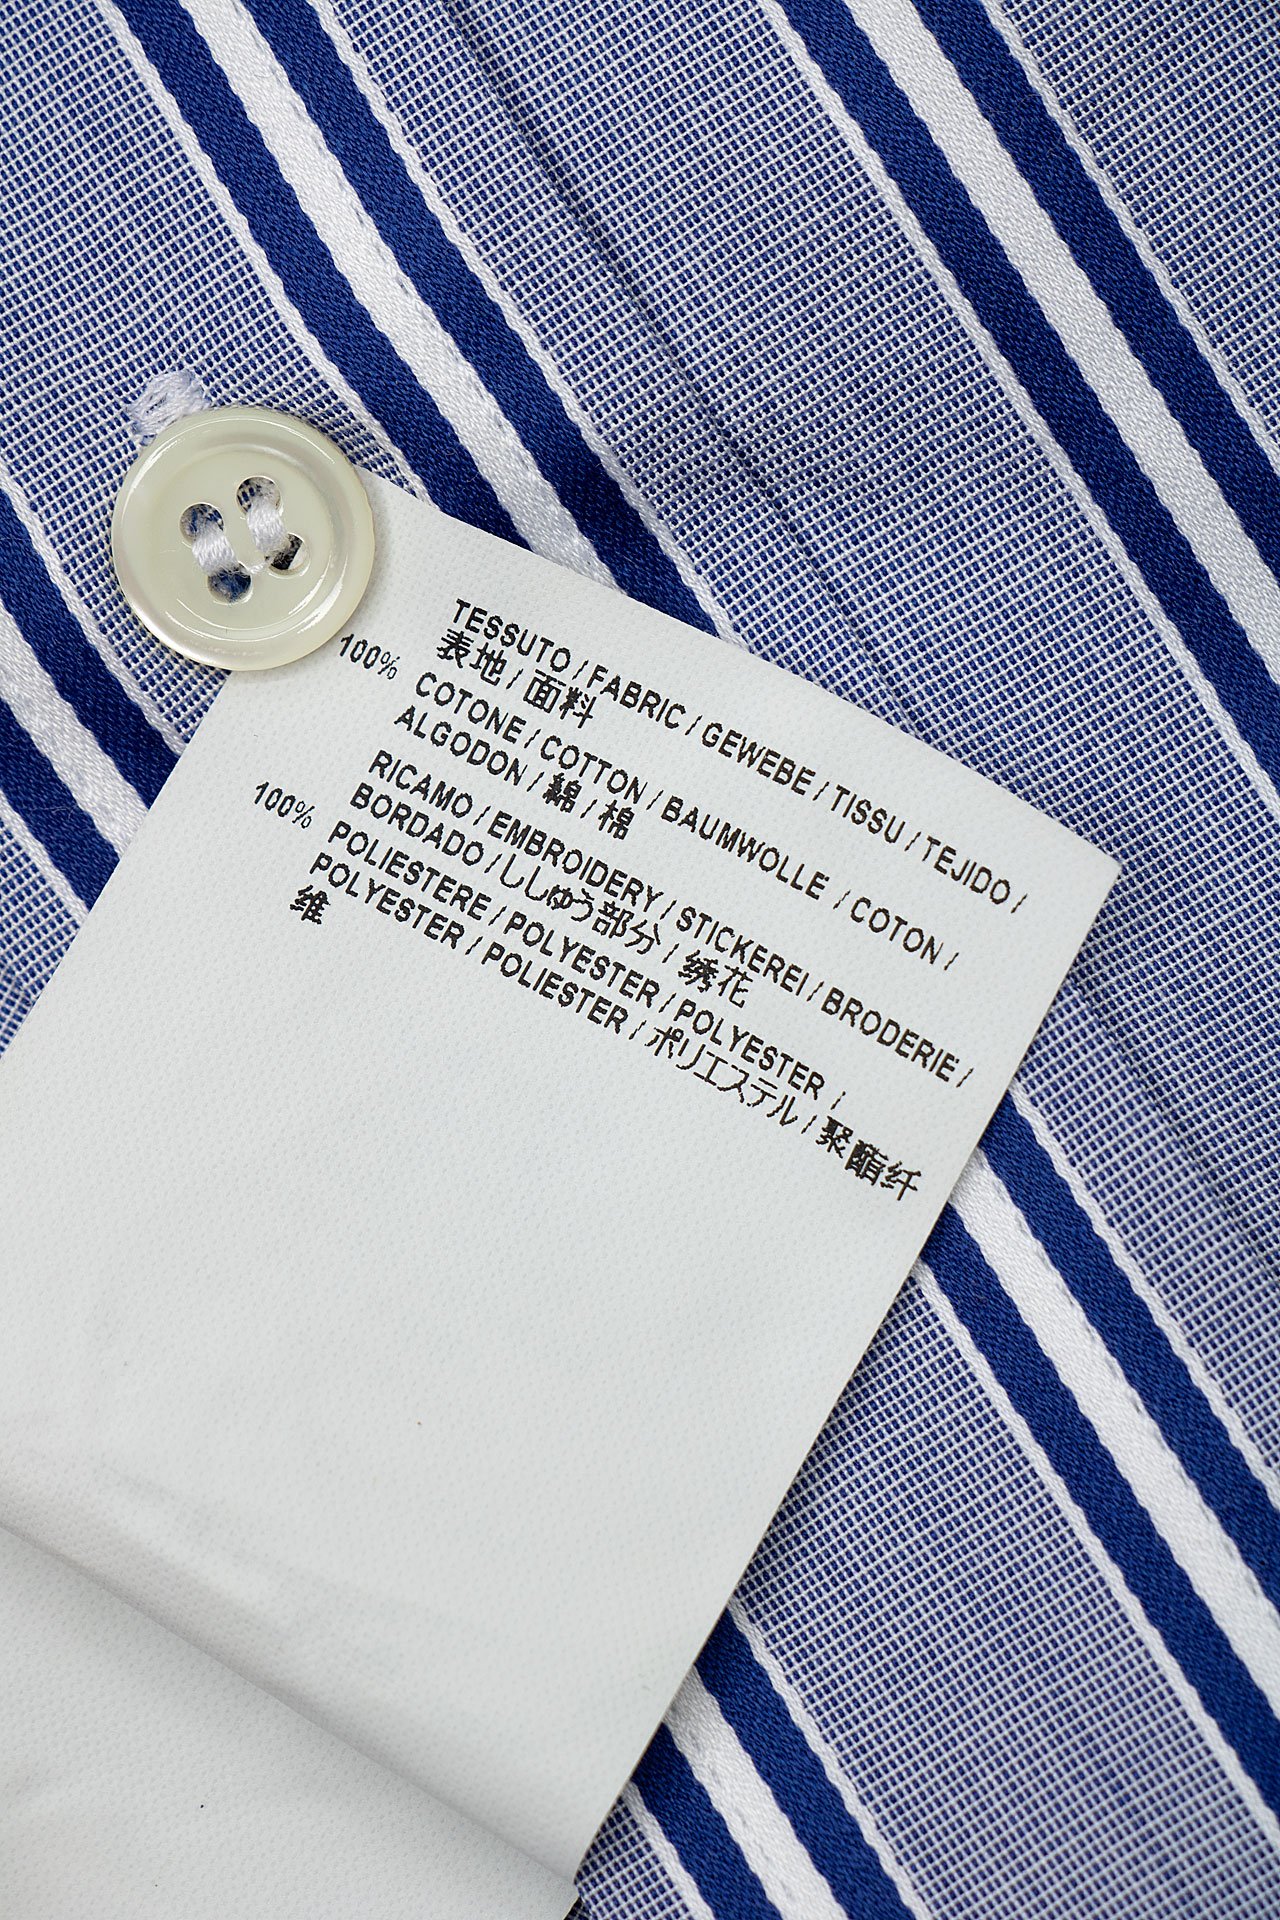 TESSUTO / FABRIC / GEWEBE / TISSU / TEJIDO /
表地 / 面料
100% COTONE / COTTON / BAUMWOLLE / COTON /
ALGODON / 綿 / 棉
RICAMO / EMBROIDERY / STICKEREI / BRODERIE /
BORDADO / ししゅう部分 / 绣花
100% POLIESTERE / POLYESTER / POLYESTER /
POLYESTER / POLIESTER / ポリエステル / 聚酯纤
维